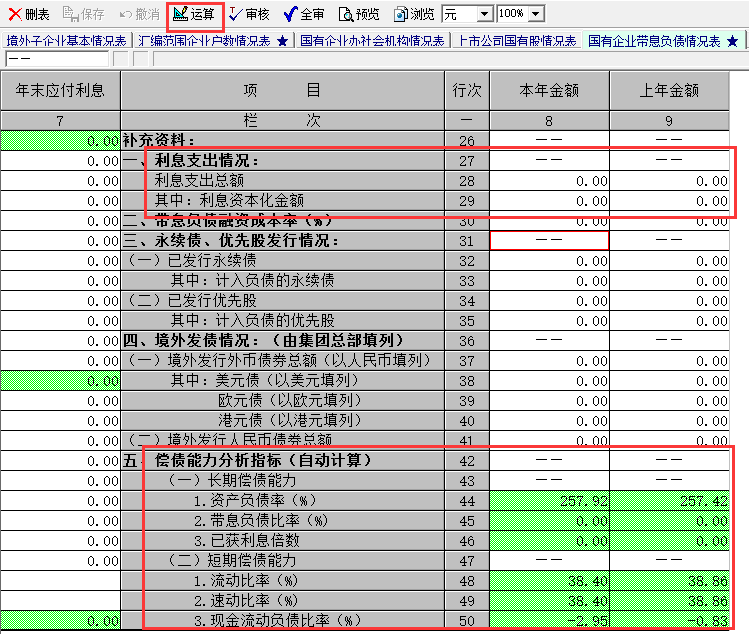 删表 保存 撤消 运算 审核 全审 预览 浏览 元 100%
境外子企业基本情况表 汇编范围企业户数情况表 ★ 国有企业办社会机构情况表 上市公司国有股情况表 国有企业带息负债情况表 ★
——
年末应付利息 项 目 行次 本年金额 上年金额
7 栏 次 — 8 9
0.00 补充资料: 26 —— ——
0.00 一、利息支出情况: 27 —— ——
0.00 利息支出总额 28 0.00 0.00
0.00 其中:利息资本化金额 29 0.00 0.00
0.00 二、带息负债融资成本率(%) 30 0.00 0.00
0.00 三、永续债、优先股发行情况: 31 —— ——
0.00 (一)已发行永续债 32 0.00 0.00
0.00 其中:计入负债的永续债 33 0.00 0.00
0.00 (二)已发行优先股 34 0.00 0.00
0.00 其中:计入负债的优先股 35 0.00 0.00
0.00 四、境外发债情况:(由集团总部填列) 36 —— ——
0.00 (一)境外发行外币债券总额(以人民币填列) 37 0.00 0.00
0.00 其中:美元债(以美元填列) 38 0.00 0.00
0.00 欧元债(以欧元填列) 39 0.00 0.00
0.00 港元债(以港元填列) 40 0.00 0.00
0.00 (二)境外发行人民币债券总额 41 0.00 0.00
0.00 五、偿债能力分析指标(自动计算) 42 —— ——
0.00 (一)长期偿债能力 43 —— ——
0.00 1.资产负债率(%) 44 257.92 257.42
0.00 2.带息负债比率(%) 45 0.00 0.00
0.00 3.已获利息倍数 46 0.00 0.00
0.00 (二)短期偿债能力 47 —— ——
1.流动比率(%) 48 38.40 38.86
2.速动比率(%) 49 38.40 38.86
0.00 3.现金流动负债比率(%) 50 -2.95 -0.83